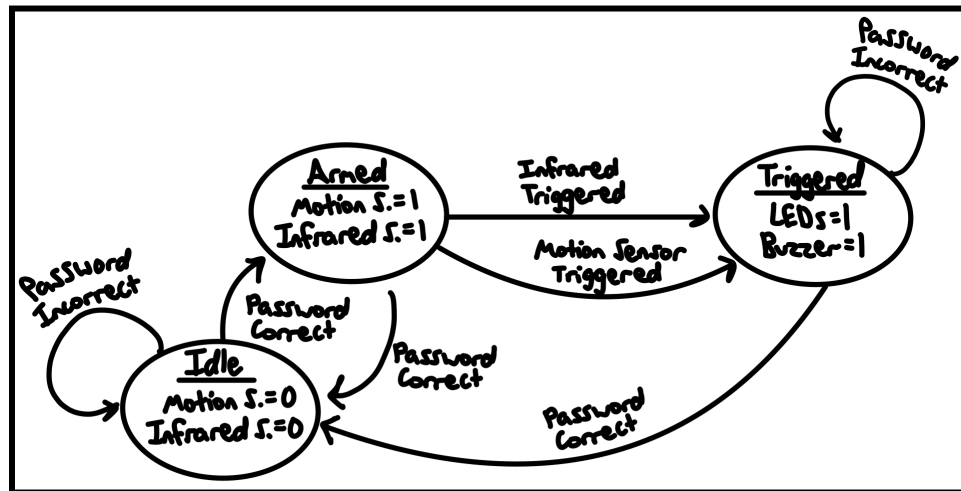 Password
Incorrect
Armed
Motion S.=1
Infrared S.=1
Infrared
Triggered
Motion Sensor
Triggered
Triggered
LEDs=1
Buzzer=1
Password
Incorrect
Password
Correct
Password
Correct
Idle
Motion S.=0
Infrared S.=0
Password
Correct